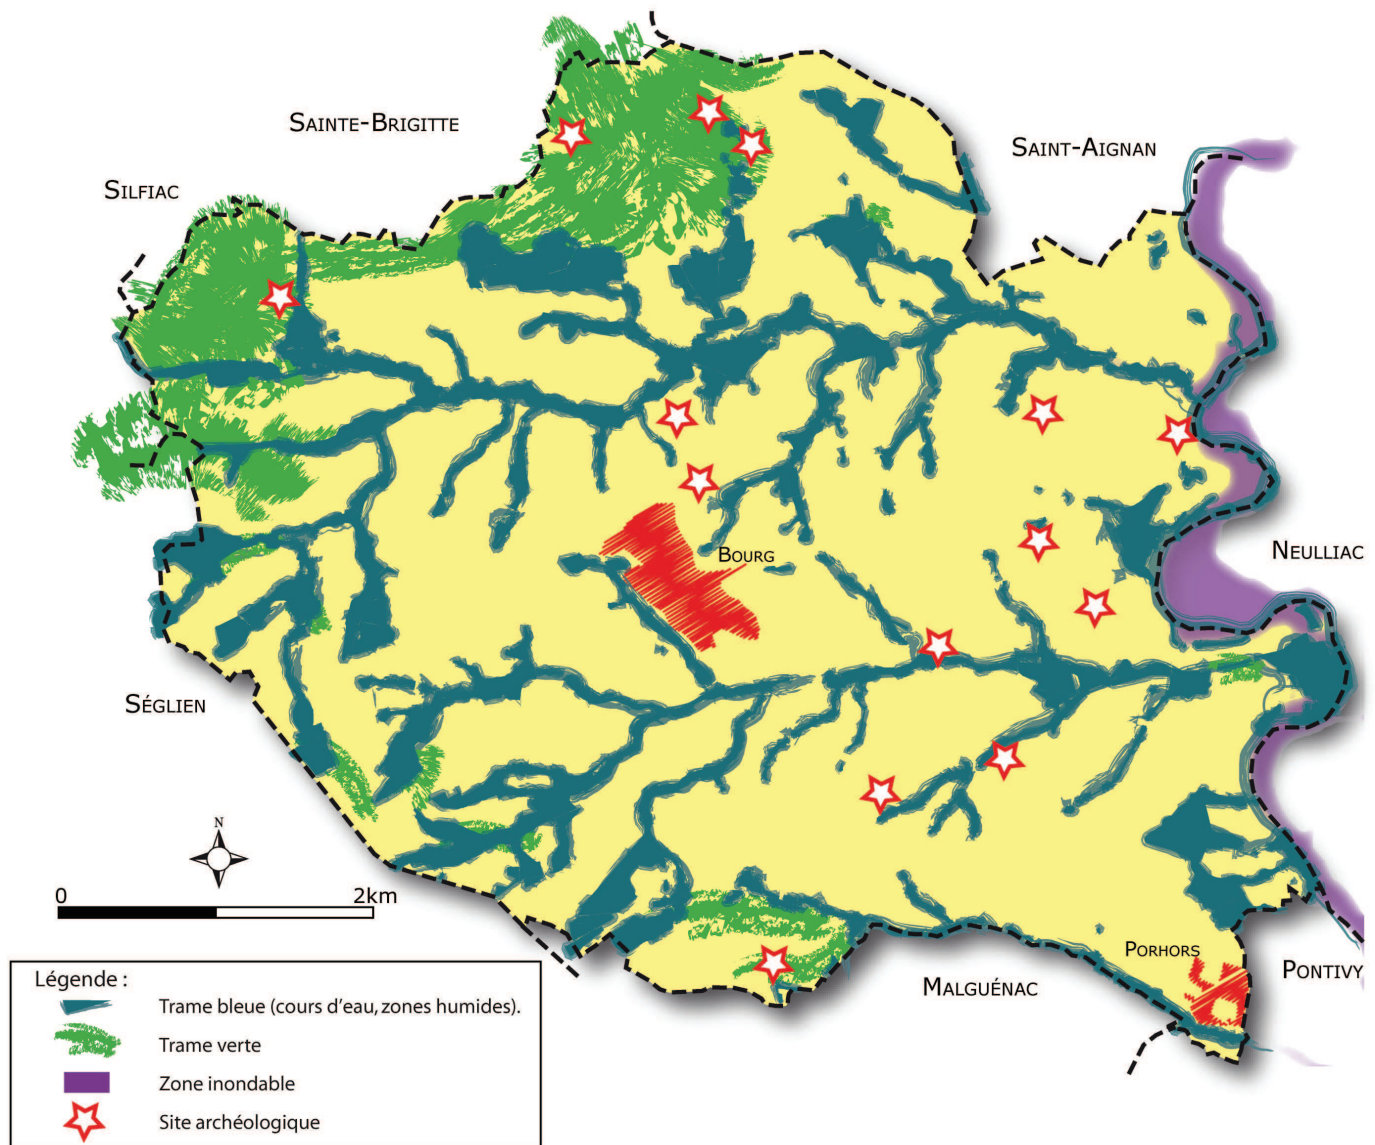 SAINTE-BRIGITTE
SAINT-AIGNAN
SILFIAC
BOURG
NEULLIAC
SÉGLIEN
N
0 2km
PORHORS
PONTIVY
MALGUÉNAC
Légende :
Trame bleue (cours d'eau, zones humides).
Trame verte
Zone inondable
Site archéologique